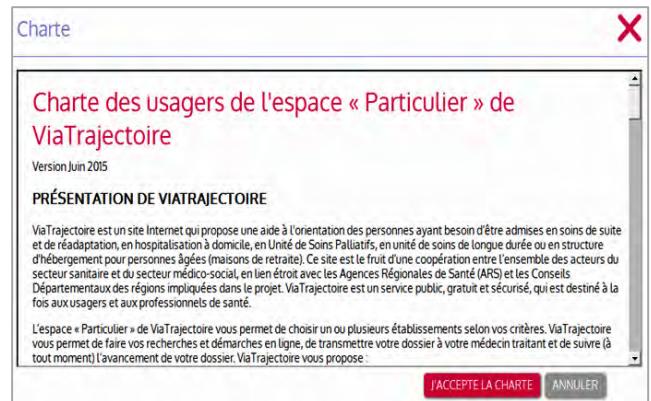 Charte
Charte des usagers de l'espace « Particulier » de
ViaTrajectoire
Version Juin 2015
PRÉSENTATION DE VIATRAJECTOIRE
ViaTrajectoire est un site Internet qui propose une aide à l'orientation des personnes ayant besoin d'être admises en soins de suite
et de réadaptation, en hospitalisation à domicile, en Unité de Soins Palliatifs, en unité de soins de longue durée ou en structure
d'hébergement pour personnes âgées (maisons de retraite). Ce site est le fruit d'une coopération entre l'ensemble des acteurs du
secteur sanitaire et du secteur médico-social, en lien étroit avec les Agences Régionales de Santé (ARS) et les Conseils
Départementaux des régions impliquées dans le projet. ViaTrajectoire est un service public, gratuit et sécurisé, qui est destiné à la
fois aux usagers et aux professionnels de santé.
L'espace « Particulier » de ViaTrajectoire vous permet de choisir un ou plusieurs établissements selon vos critères. ViaTrajectoire
vous permet de faire vos recherches et démarches en ligne, de transmettre votre dossier à votre médecin traitant et de suivre (à
tout moment) l'avancement de votre dossier. ViaTrajectoire vous propose :
J'ACCEPTE LA CHARTE ANNULER